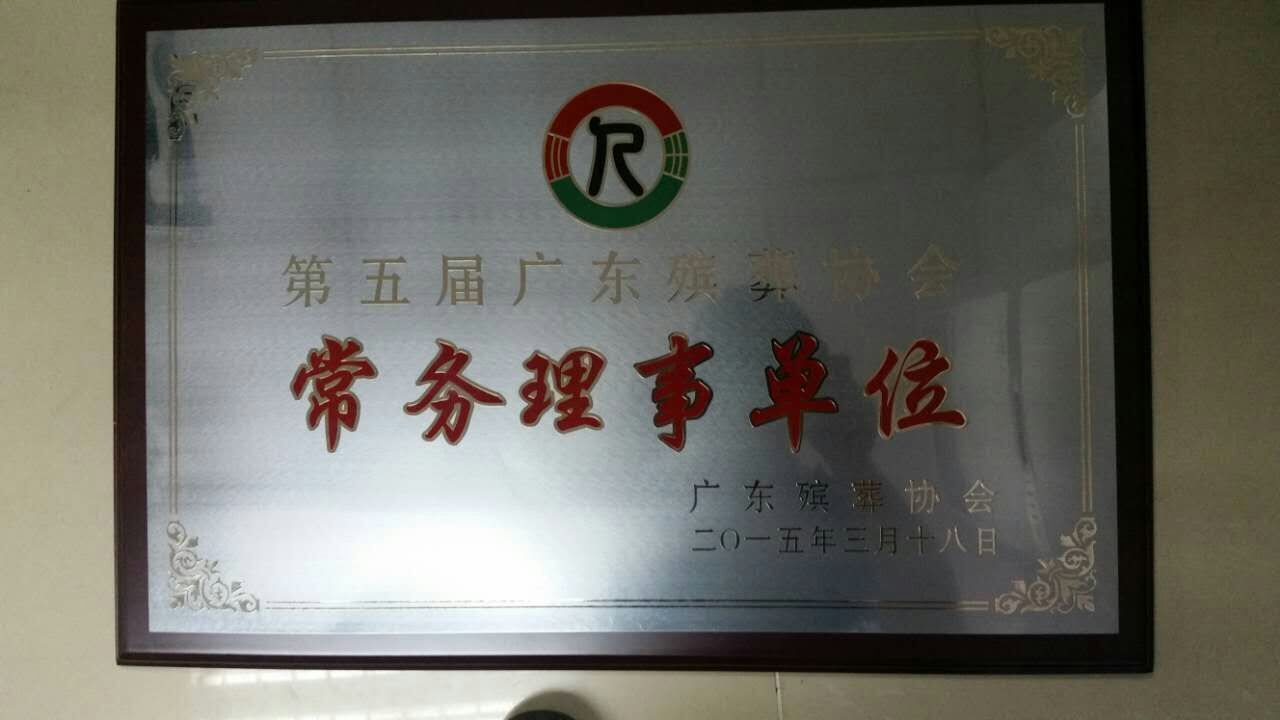 第五届广东殡葬协会
常务理事单位
广东殡葬协会
二〇一五年三月十八日